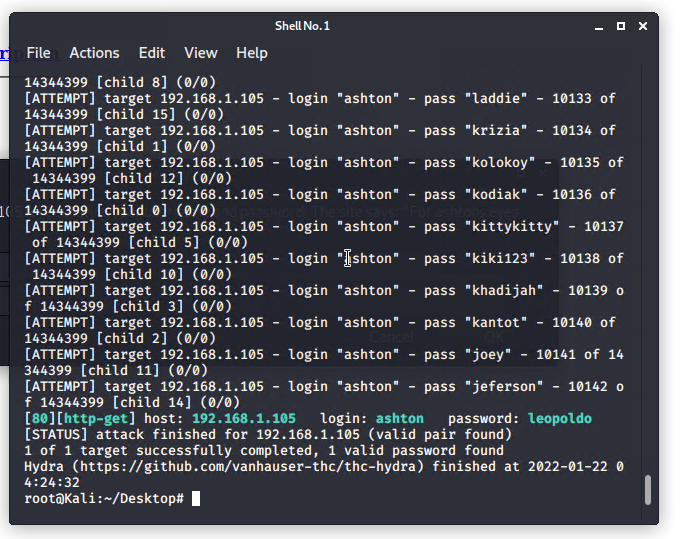 Shell No. 1
File Actions Edit View Help
14344399 [child 8] (0/0)
[ATTEMPT] target 192.168.1.105 - login "ashton" - pass "laddie" - 10133 of
14344399 [child 15] (0/0)
[ATTEMPT] target 192.168.1.105 - login "ashton" - pass "krizia" - 10134 of
14344399 [child 1] (0/0)
[ATTEMPT] target 192.168.1.105 - login "ashton" - pass "kolokoy" - 10135 of
14344399 [child 12] (0/0)
[ATTEMPT] target 192.168.1.105 - login "ashton" - pass "kodiak" - 10136 of
14344399 [child 0] (0/0)
[ATTEMPT] target 192.168.1.105 - login "ashton" - pass "kittykitty" - 10137
of 14344399 [child 5] (0/0)
[ATTEMPT] target 192.168.1.105 - login "ashton" - pass "kiki123" - 10138 of
14344399 [child 10] (0/0)
[ATTEMPT] target 192.168.1.105 - login "ashton" - pass "khadijah" - 10139 o
f 14344399 [child 3] (0/0)
[ATTEMPT] target 192.168.1.105 - login "ashton" - pass "kantot" - 10140 of
14344399 [child 2] (0/0)
[ATTEMPT] target 192.168.1.105 - login "ashton" - pass "joey" - 10141 of 14
344399 [child 11] (0/0)
[ATTEMPT] target 192.168.1.105 - login "ashton" - pass "jeferson" - 10142 o
f 14344399 [child 14] (0/0)
[80][http-get] host: 192.168.1.105 login: ashton password: leopoldo
[STATUS] attack finished for 192.168.1.105 (valid pair found)
1 of 1 target successfully completed, 1 valid password found
Hydra (https://github.com/vanhauser-thc/thc-hydra) finished at 2022-01-22 0
4:24:32
root@Kali:~/Desktop#